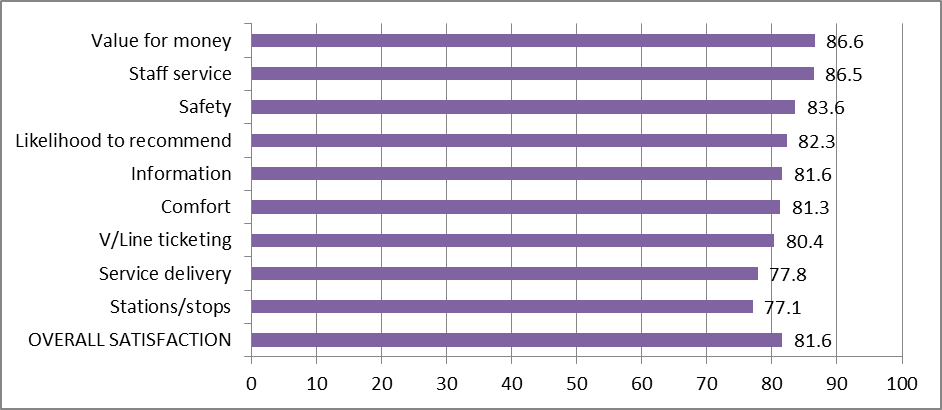 Value for money 86.6
Staff service 86.5
Safety 83.6
Likelihood to recommend 82.3
Information 81.6
Comfort 81.3
V/Line ticketing 80.4
Service delivery 77.8
Stations/stops 77.1
OVERALL SATISFACTION 81.6
0 10 20 30 40 50 60 70 80 90 100